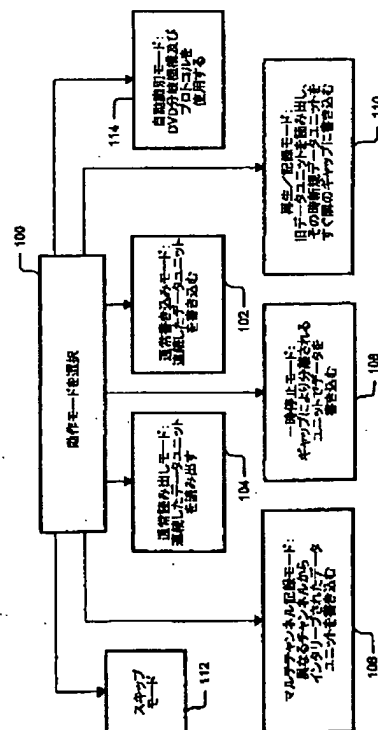 100
動作モードを選択
スキップ
モード
112
通常読み出しモード:
連続したデータユニット
を読み出す
104
通常書き込みモード:
連続したデータユニット
を書き込む
102
モード:
DVD分岐機構及び
プロトコルを
使用する
114
マルチチャンネル記録モード:
異なるチャンネルから
インタリーブされたデータ
ユニットを書き込む
一時停止モード:
ギャップにより分離される
ユニットでデータを
書き込む
108
再生/記録モード:
旧データユニットを読み出し、
その時新規データユニットを
すぐ隣のギャップに書き込む
110